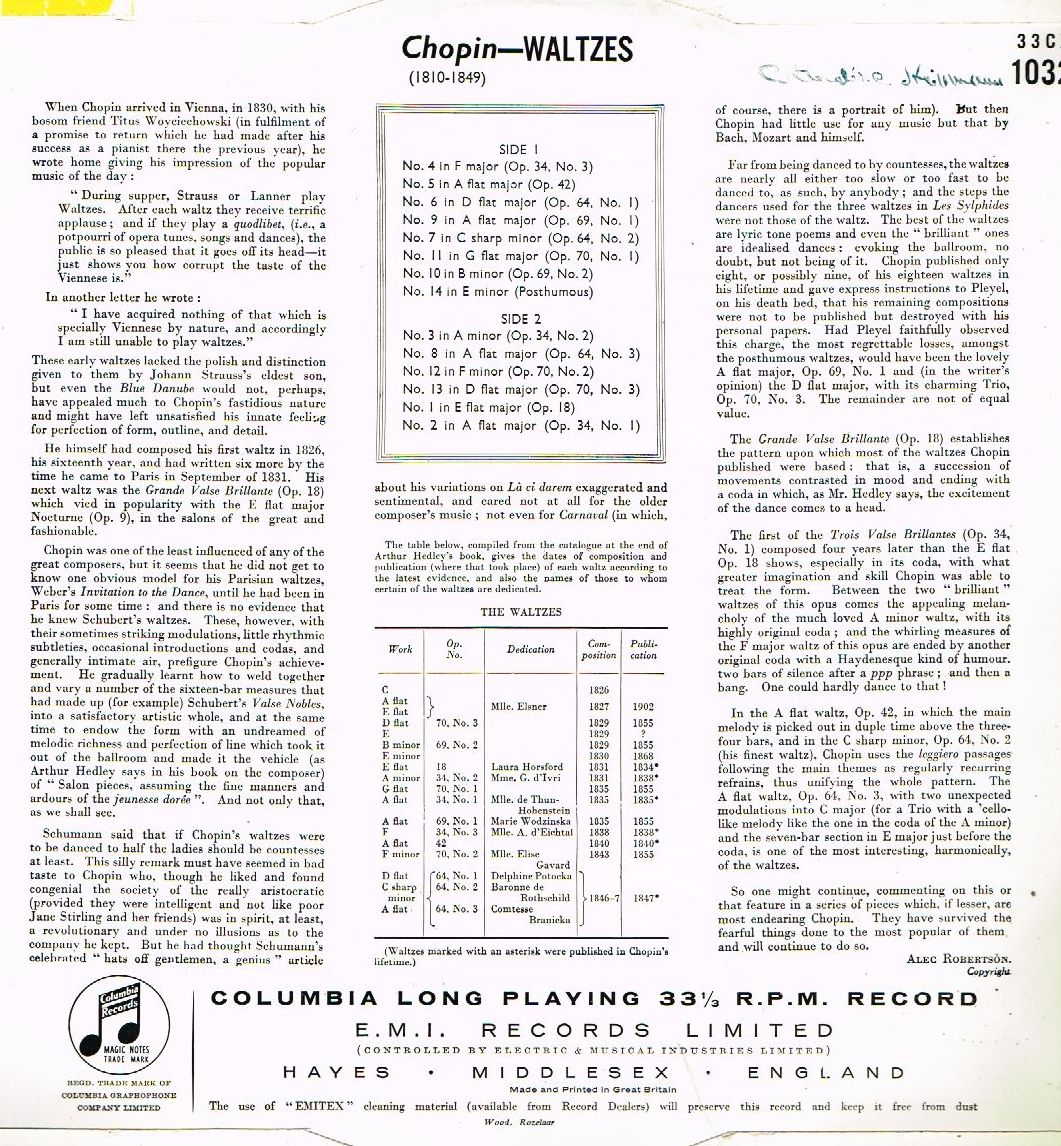 Chopin—WALTZES
(1810-1849)
33C
103
When Chopin arrived in Vienna, in 1830, with his
bosom friend Titus Woyciechowski (in fulfilment of
a promise to return which he had made after his
success as a pianist there the previous year), he
wrote home giving his impression of the popular
music of the day :
" During supper, Strauss or Lanner play
Waltzes. After each waltz they receive terrific
applause ; and if they play a quodlibet, (i.e., a
potpourri of opera tunes, songs and dances), the
public is so pleased that it goes off its head—it
just shows you how corrupt the taste of the
Viennese is."
In another letter he wrote :
" I have acquired nothing of that which is
specially Viennese by nature, and accordingly
I am still unable to play waltzes."
These early waltzes lacked the polish and distinction
given to them by Johann Strauss's eldest son,
but even the Blue Danube would not, perhaps,
have appealed much to Chopin's fastidious nature
and might have left unsatisfied his innate feeling
for perfection of form, outline, and detail.
He himself had composed his first waltz in 1826,
his sixteenth year, and had written six more by the
time he came to Paris in September of 1831. His
next waltz was the Grande Valse Brillante (Op. 18)
which vied in popularity with the E flat major
Nocturne (Op. 9), in the salons of the great and
fashionable.
Chopin was one of the least influenced of any of the
great composers, but it seems that he did not get to
know one obvious model for his Parisian waltzes,
Weber's Invitation to the Dance, until he had been in
Paris for some time : and there is no evidence that
he knew Schubert's waltzes. These, however, with
their sometimes striking modulations, little rhythmic
subtleties, occasional introductions and codas, and
generally intimate air, prefigure Chopin's achieve-
ment. He gradually learnt how to weld together
and vary a number of the sixteen-bar measures that
had made up (for example) Schubert's Valse Nobles,
into a satisfactory artistic whole, and at the same
time to endow the form with an undreamed of
melodic richness and perfection of line which took it
out of the ballroom and made it the vehicle (as
Arthur Hedley says in his book on the composer)
of " Salon pieces, assuming the fine manners and
ardours of the jeunesse dorée ". And not only that,
as we shall see.
Schumann said that if Chopin's waltzes were
to be danced to half the ladies should be countesses
at least. This silly remark must have seemed in bad
taste to Chopin who, though he liked and found
congenial the society of the really aristocratic
(provided they were intelligent and not like poor
Jane Stirling and her friends) was in spirit, at least,
a revolutionary and under no illusions as to the
company he kept. But he had thought Schumann's
celebrated " hats off gentlemen, a genius " article
SIDE 1
No. 4 in F major (Op. 34, No. 3)
No. 5 in A flat major (Op. 42)
No. 6 in D flat major (Op. 64, No. 1)
No. 9 in A flat major (Op. 69, No. 1)
No. 7 in C sharp minor (Op. 64, No. 2)
No. 11 in G flat major (Op. 70, No. 1)
No. 10 in B minor (Op. 69, No. 2)
No. 14 in E minor (Posthumous)
SIDE 2
No. 3 in A minor (Op. 34, No. 2)
No. 8 in A flat major (Op. 64, No. 3)
No. 12 in F minor (Op. 70, No. 2)
No. 13 in D flat major (Op. 70, No. 3)
No. 1 in E flat major (Op. 18)
No. 2 in A flat major (Op. 34, No. 1)
about his variations on Là ci darem exaggerated and
sentimental, and cared not at all for the older
composer's music ; not even for Carnaval (in which,
The table below, compiled from the catalogue at the end of
Arthur Hedley's book, gives the dates of composition and
publication (where that took place) of each waltz according to
the latest evidence, and also the names of those to whom
certain of the waltzes are dedicated.
THE WALTZES
Work Op. No. Dedication Com- position Publi- cation
C 1826
A flat
E flat Mlle. Elsner 1827 1902
D flat 70, No. 3 1829 1855
E 1829 ?
B minor 69, No. 2 1829 1855
E minor 1830 1868
E flat 18 Laura Horsford 1831 1834*
A minor 34, No. 2 Mme. G. d'Ivri 1831 1838*
G flat 70, No. 1 1835 1855
A flat 34, No. 1 Mlle. de Thun- 1835 1835*
Hohenstein
A flat 69, No. 1 Marie Wodzinska 1835 1855
F 34, No. 3 Mlle. A. d'Eichtal 1838 1838*
A flat 42 1840 1840*
F minor 70, No. 2 Mlle. Elise 1843 1855
Gavard
D flat 64, No. 1 Delphine Potocka
C sharp 64, No. 2 Baronne de
minor Rothschild 1846-7 1847*
A flat 64, No. 3 Comtesse
Branicka
(Waltzes marked with an asterisk were published in Chopin's
lifetime.)
of course, there is a portrait of him). But then
Chopin had little use for any music but that by
Bach, Mozart and himself.
Far from being danced to by countesses, the waltzes
are nearly all either too slow or too fast to be
danced to, as such, by anybody ; and the steps the
dancers used for the three waltzes in Les Sylphides
were not those of the waltz. The best of the waltzes
are lyric tone poems and even the " brilliant " ones
are idealised dances : evoking the ballroom, no
doubt, but not being of it. Chopin published only
eight, or possibly nine, of his eighteen waltzes in
his lifetime and gave express instructions to Pleyel,
on his death bed, that his remaining compositions
were not to be published but destroyed with his
personal papers. Had Pleyel faithfully observed
this charge, the most regrettable losses, amongst
the posthumous waltzes, would have been the lovely
A flat major, Op. 69, No. 1 and (in the writer's
opinion) the D flat major, with its charming Trio,
Op. 70, No. 3. The remainder are not of equal
value.
The Grande Valse Brillante (Op. 18) establishes
the pattern upon which most of the waltzes Chopin
published were based : that is, a succession of
movements contrasted in mood and ending with
a coda in which, as Mr. Hedley says, the excitement
of the dance comes to a head.
The first of the Trois Valse Brillantes (Op. 34,
No. 1) composed four years later than the E flat
Op. 18 shows, especially in its coda, with what
greater imagination and skill Chopin was able to
treat the form. Between the two " brilliant "
waltzes of this opus comes the appealing melan-
choly of the much loved A minor waltz, with its
highly original coda ; and the whirling measures of
the F major waltz of this opus are ended by another
original coda with a Haydenesque kind of humour.
two bars of silence after a ppp phrase ; and then a
bang. One could hardly dance to that !
In the A flat waltz, Op. 42, in which the main
melody is picked out in duple time above the three-
four bars, and in the C sharp minor, Op. 64, No. 2
(his finest waltz), Chopin uses the leggiero passages
following the main themes as regularly recurring
refrains, thus unifying the whole pattern. The
A flat waltz, Op. 64, No. 3, with two unexpected
modulations into C major (for a Trio with a 'cello-
like melody like the one in the coda of the A minor)
and the seven-bar section in E major just before the
coda, is one of the most interesting, harmonically,
of the waltzes.
So one might continue, commenting on this or
that feature in a series of pieces which, if lesser, are
most endearing Chopin. They have survived the
fearful things done to the most popular of them
and will continue to do so.
ALEC ROBERTSON.
Copyright
Columbia
Records
MAGIC NOTES
TRADE MARK
REGD. TRADE MARK OF
COLUMBIA GRAPHOPHONE
COMPANY LIMITED
COLUMBIA LONG PLAYING 33⅓ R.P.M. RECORD
E.M.I. RECORDS LIMITED
(CONTROLLED BY ELECTRIC & MUSICAL INDUSTRIES LIMITED)
HAYES • MIDDLESEX • ENGLAND
Made and Printed in Great Britain
The use of "EMITEX" cleaning material (available from Record Dealers) will preserve this record and keep it free from dust
Wood, Rozelaar